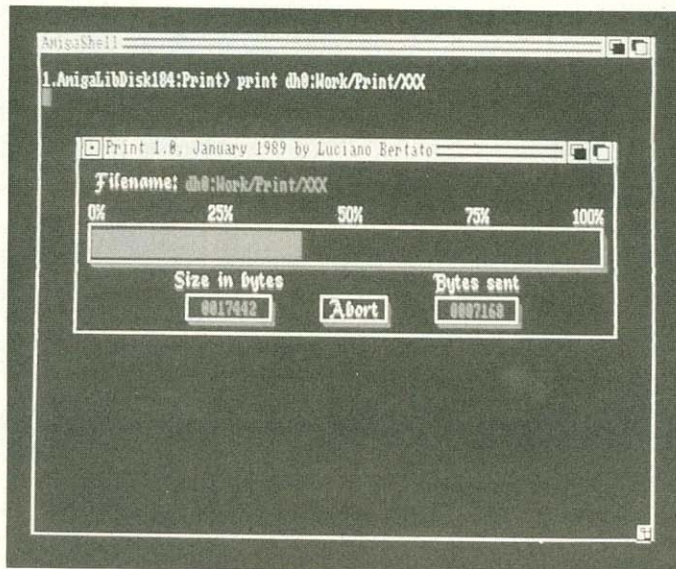 AmigaShell
1.AmigaLibDisk184:Print> print dh0:Work/Print/XXX
Print 1.0, January 1989 by Luciano Bertato
Filename: dh0:Work/Print/XXX
0% 25% 50% 75% 100%
Size in bytes Bytes sent
0017442 Abort 0007168